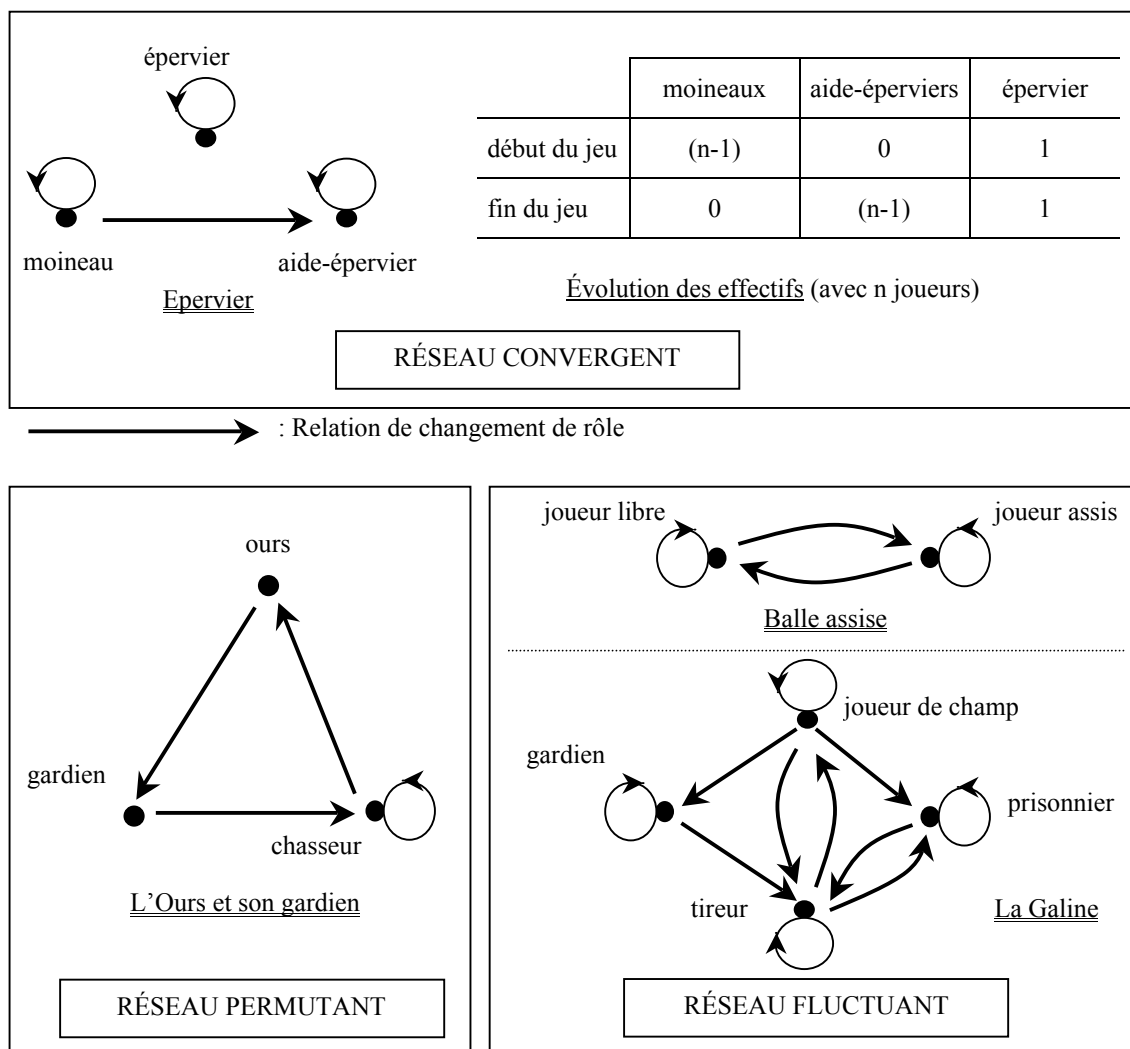 épervier
moineau
aide-épervier
Epervier
moineaux aide-éperviers épervier
début du jeu (n-1) 0 1
fin du jeu 0 (n-1) 1
Évolution des effectifs (avec n joueurs)
RÉSEAU CONVERGENT
: Relation de changement de rôle
ours
gardien
chasseur
L'Ours et son gardien
RÉSEAU PERMUTANT
joueur libre
joueur assis
Balle assise
joueur de champ
gardien
prisonnier
tireur
La Galine
RÉSEAU FLUCTUANT